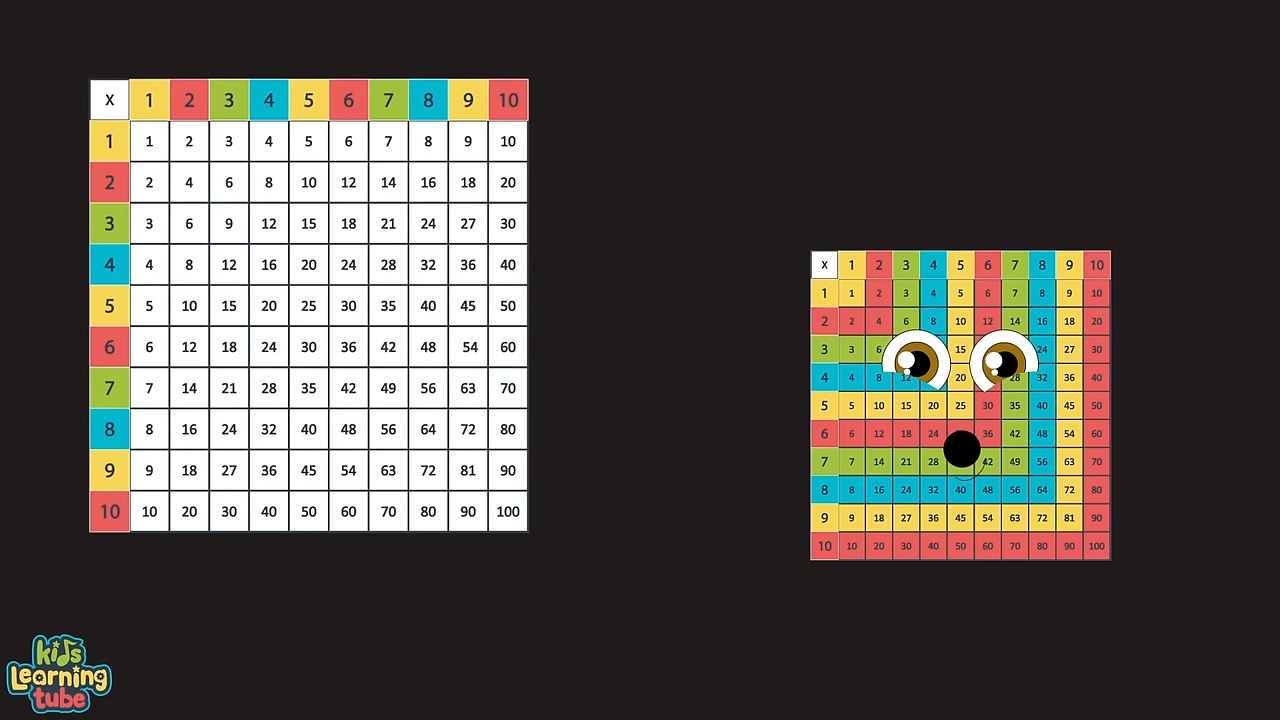 X 1 2 3 4 5 6 7 8 9 10
1 1 2 3 4 5 6 7 8 9 10
2 2 4 6 8 10 12 14 16 18 20
3 3 6 9 12 15 18 21 24 27 30
4 4 8 12 16 20 24 28 32 36 40
5 5 10 15 20 25 30 35 40 45 50
6 6 12 18 24 30 36 42 48 54 60
7 7 14 21 28 35 42 49 56 63 70
8 8 16 24 32 40 48 56 64 72 80
9 9 18 27 36 45 54 63 72 81 90
10 10 20 30 40 50 60 70 80 90 100
X 1 2 3 4 5 6 7 8 9 10
1 1 2 3 4 5 6 7 8 9 10
2 2 4 6 8 10 12 14 16 18 20
3 3 6 15 24 27 30
4 4 8 12 20 28 32 36 40
5 5 10 15 20 25 30 35 40 45 50
6 6 12 18 24 36 42 48 54 60
7 7 14 21 28 42 49 56 63 70
8 8 16 24 32 40 48 56 64 72 80
9 9 18 27 36 45 54 63 72 81 90
10 10 20 30 40 50 60 70 80 90 100
kids
Learning
tube